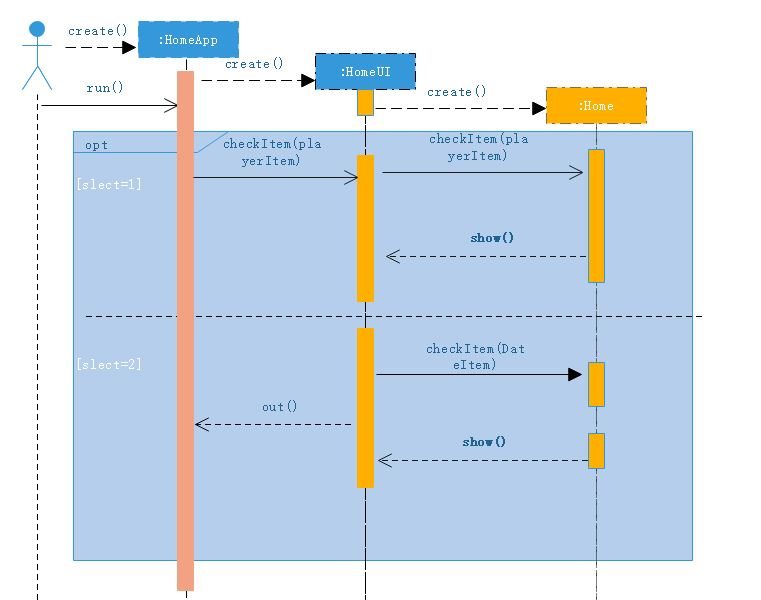 create()
:HomeApp
create()
:HomeUI
run()
create()
:Home
opt
checkItem(pla
yerItem)
checkItem(pla
yerItem)
[slect=1]
show()
checkItem(Dat
eItem)
[slect=2]
out()
show()